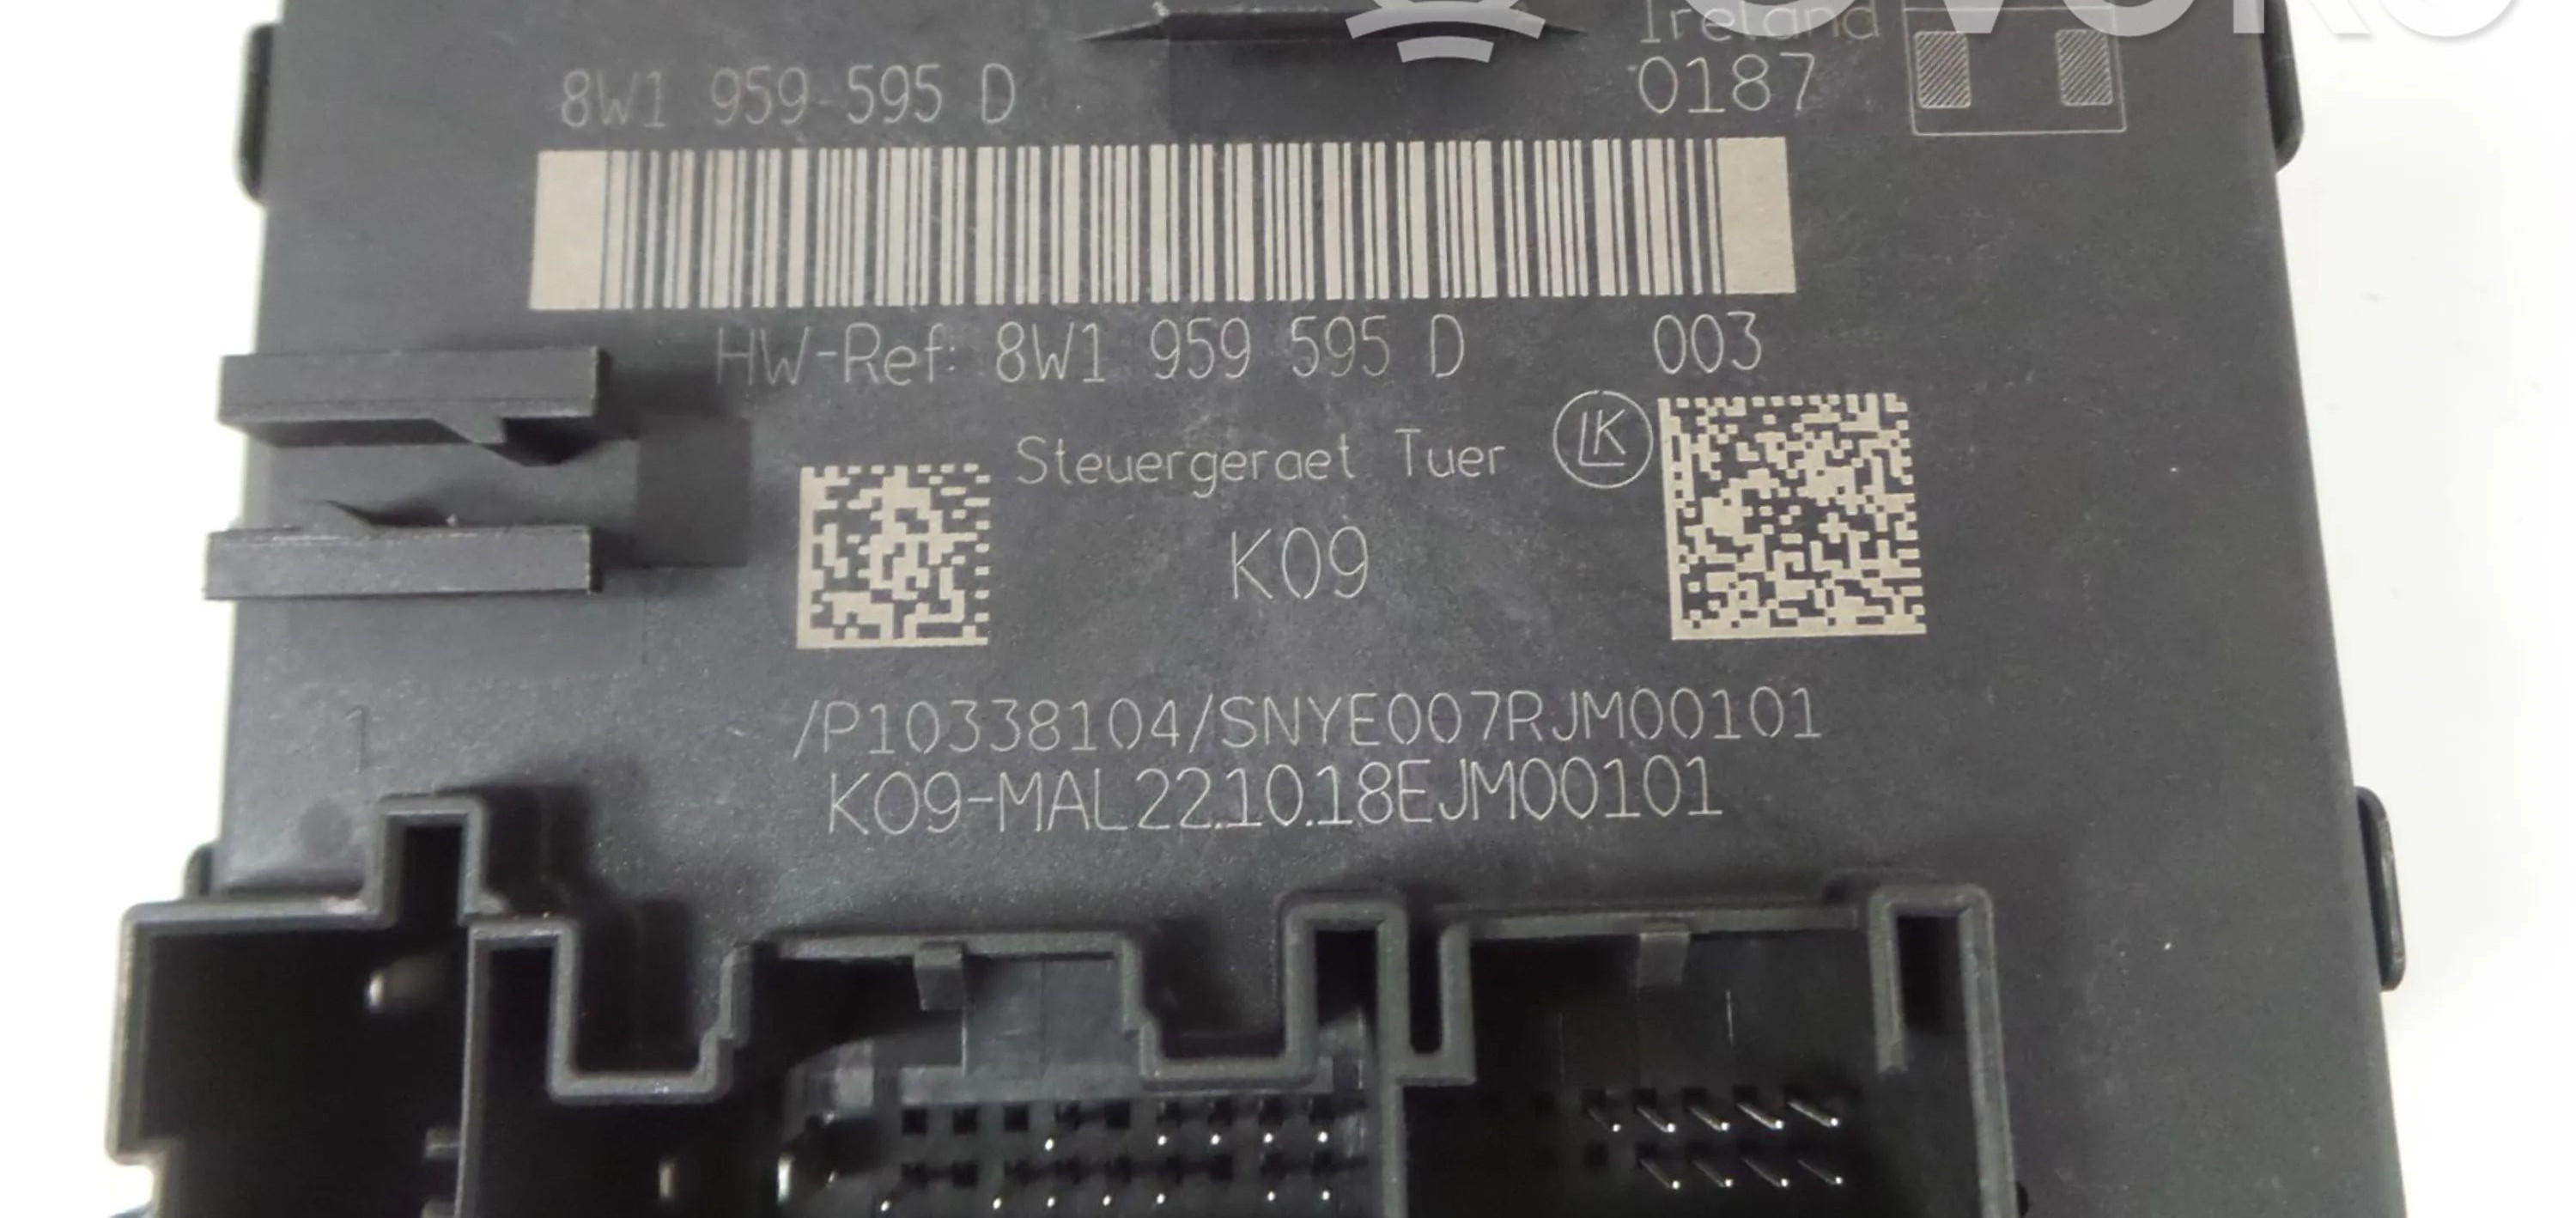 Ireland
8W1 959 595 D
0187
HW-Ref: 8W1 959 595 D 003
Steuergeraet Tuer LK
K09
/P10338104/SNYE007RJM00101
K09-MAL22.10.18EJM00101
1